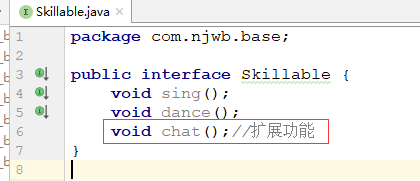 Skillable.java
1 package com.njwb.base;
2
3 public interface Skillable {
4 void sing();
5 void dance();
6 void chat();//扩展功能
7 }
8